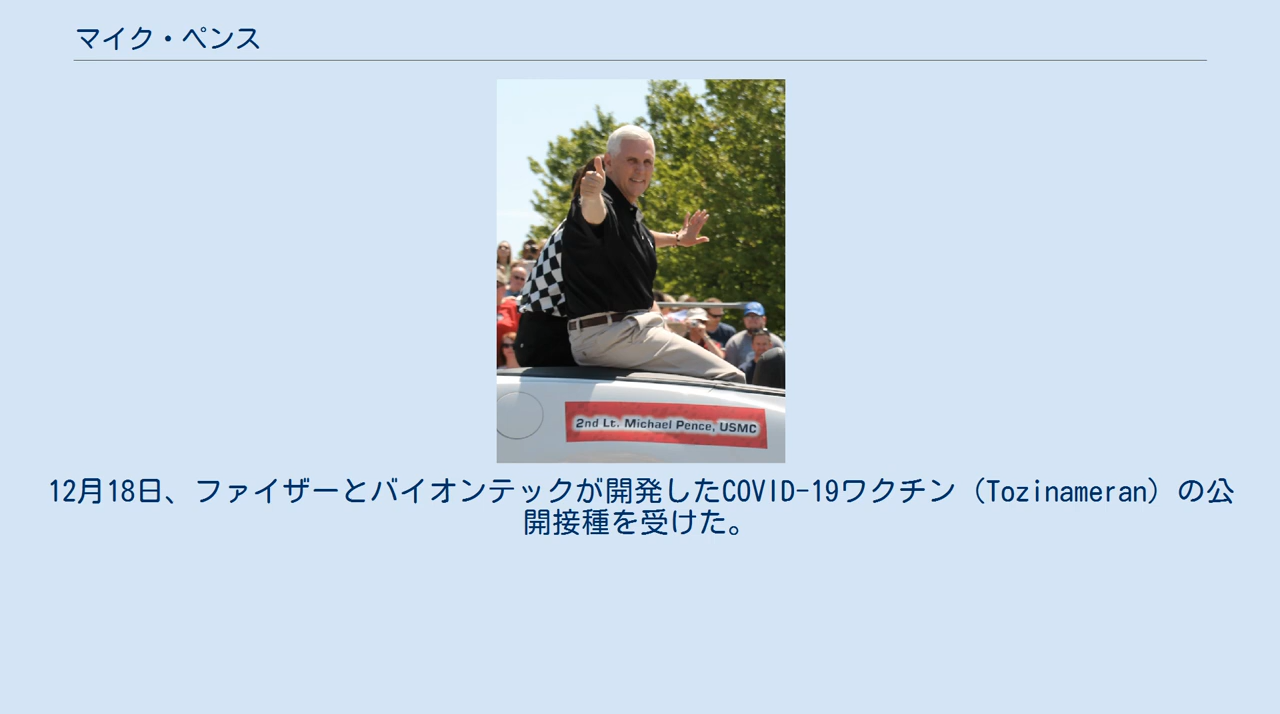 マイク・ペンス
2nd Lt. Michael Pence, USMC
12月18日、ファイザーとバイオンテックが開発したCOVID-19ワクチン（Tozinameran）の公
開接種を受けた。